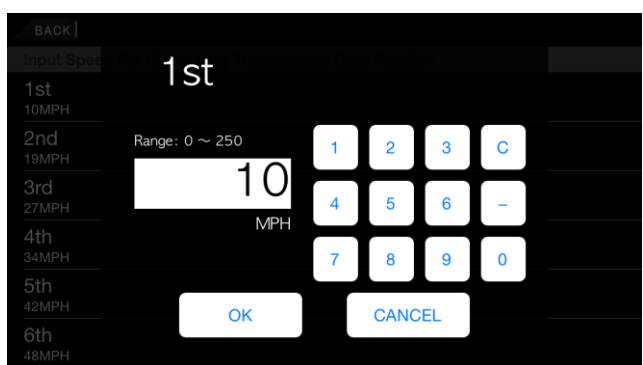 BACK
Input Spee
1st
10MPH
2nd
19MPH
3rd
27MPH
4th
34MPH
5th
42MPH
6th
48MPH
1st
Range: 0 ~ 250
10
MPH
1 2 3 C
4 5 6 −
7 8 9 0
OK CANCEL